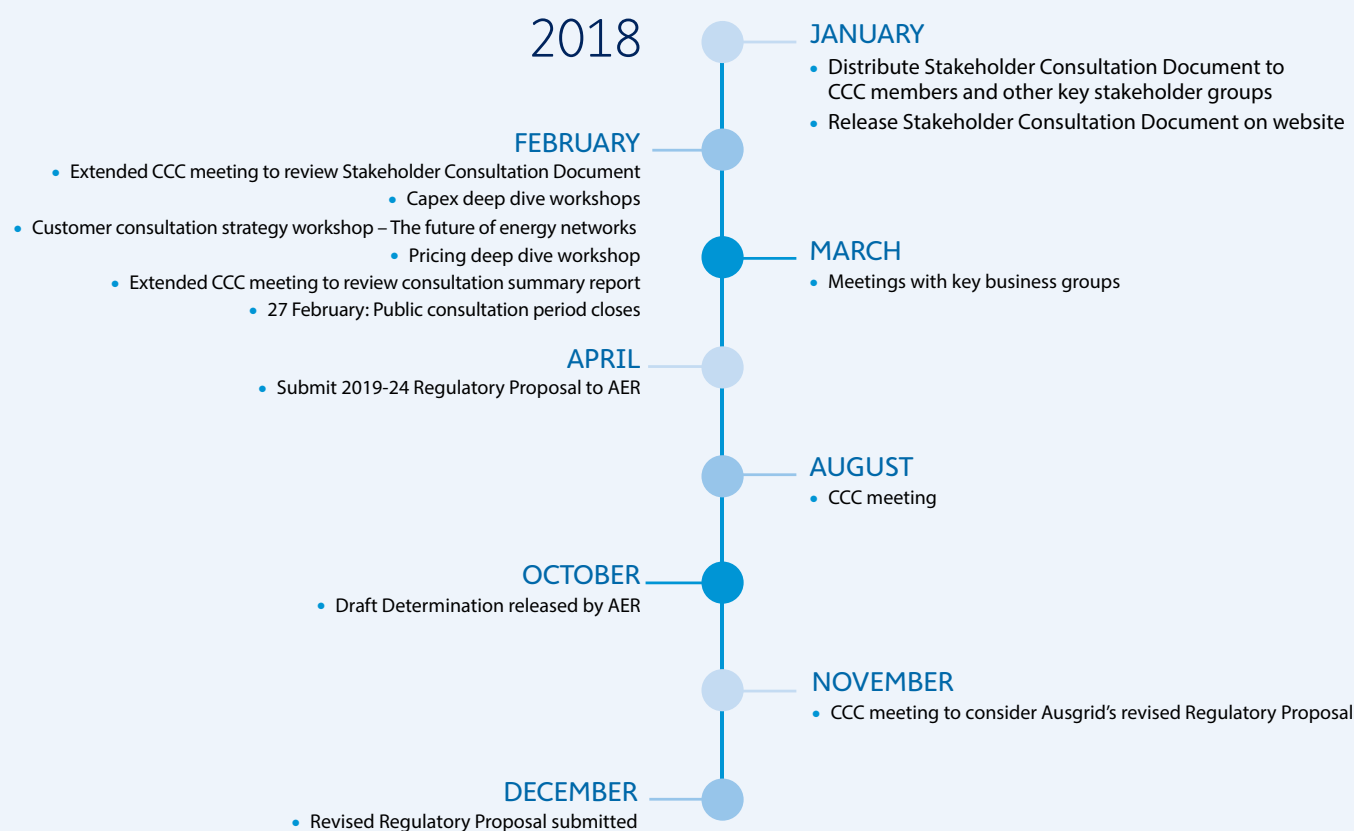 2018
JANUARY
• Distribute Stakeholder Consultation Document to
CCC members and other key stakeholder groups
• Release Stakeholder Consultation Document on website
FEBRUARY
• Extended CCC meeting to review Stakeholder Consultation Document
• Capex deep dive workshops
• Customer consultation strategy workshop – The future of energy networks
• Pricing deep dive workshop
• Extended CCC meeting to review consultation summary report
• 27 February: Public consultation period closes
MARCH
• Meetings with key business groups
APRIL
• Submit 2019-24 Regulatory Proposal to AER
AUGUST
• CCC meeting
OCTOBER
• Draft Determination released by AER
NOVEMBER
• CCC meeting to consider Ausgrid's revised Regulatory Proposal
DECEMBER
• Revised Regulatory Proposal submitted